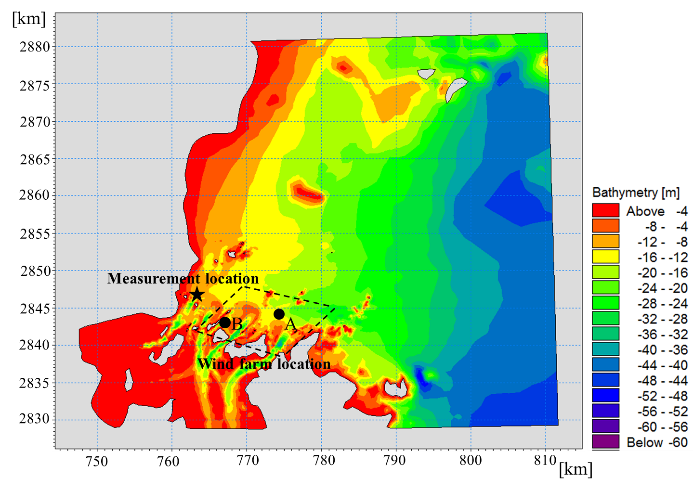 [km]
2880
2875
2870
2865
2860
2855
2850
2845
2840
2835
2830
750
760
770
780
790
800
810
[km]
Measurement location
B
A
Wind farm location
Bathymetry [m]
Above -4
-8 - -4
-12 - -8
-16 - -12
-20 - -16
-24 - -20
-28 - -24
-32 - -28
-36 - -32
-40 - -36
-44 - -40
-48 - -44
-52 - -48
-56 - -52
-60 - -56
Below -60